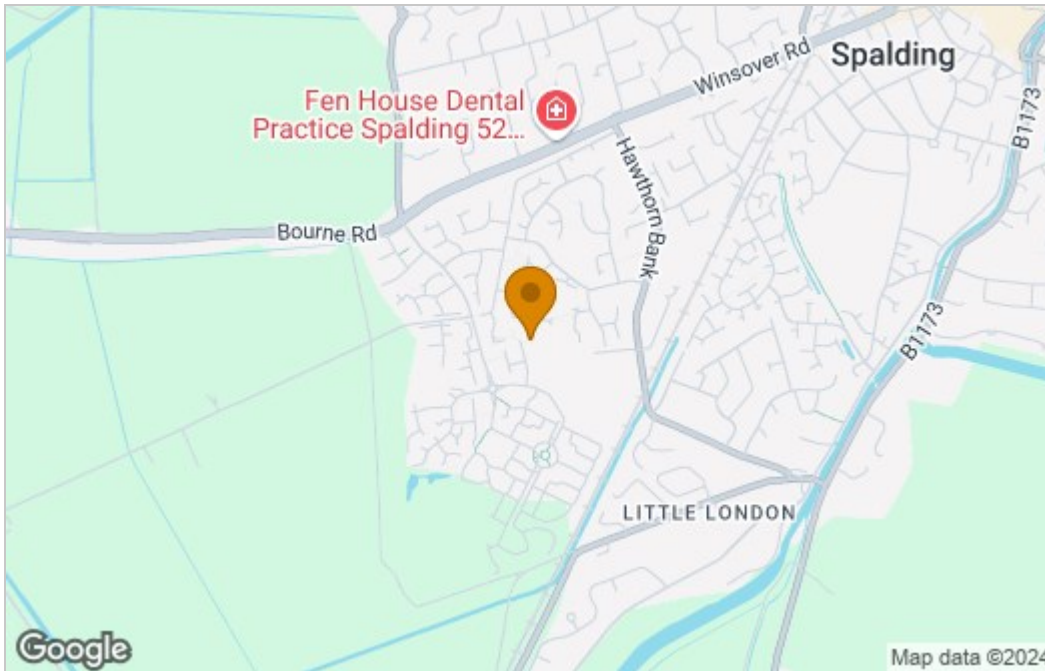 Spalding
Winsover Rd
Fen House Dental
Practice Spalding 52...
B1173
Hawthorn Bank
Bourne Rd
B1173
LITTLE LONDON
Google
Map data ©2024